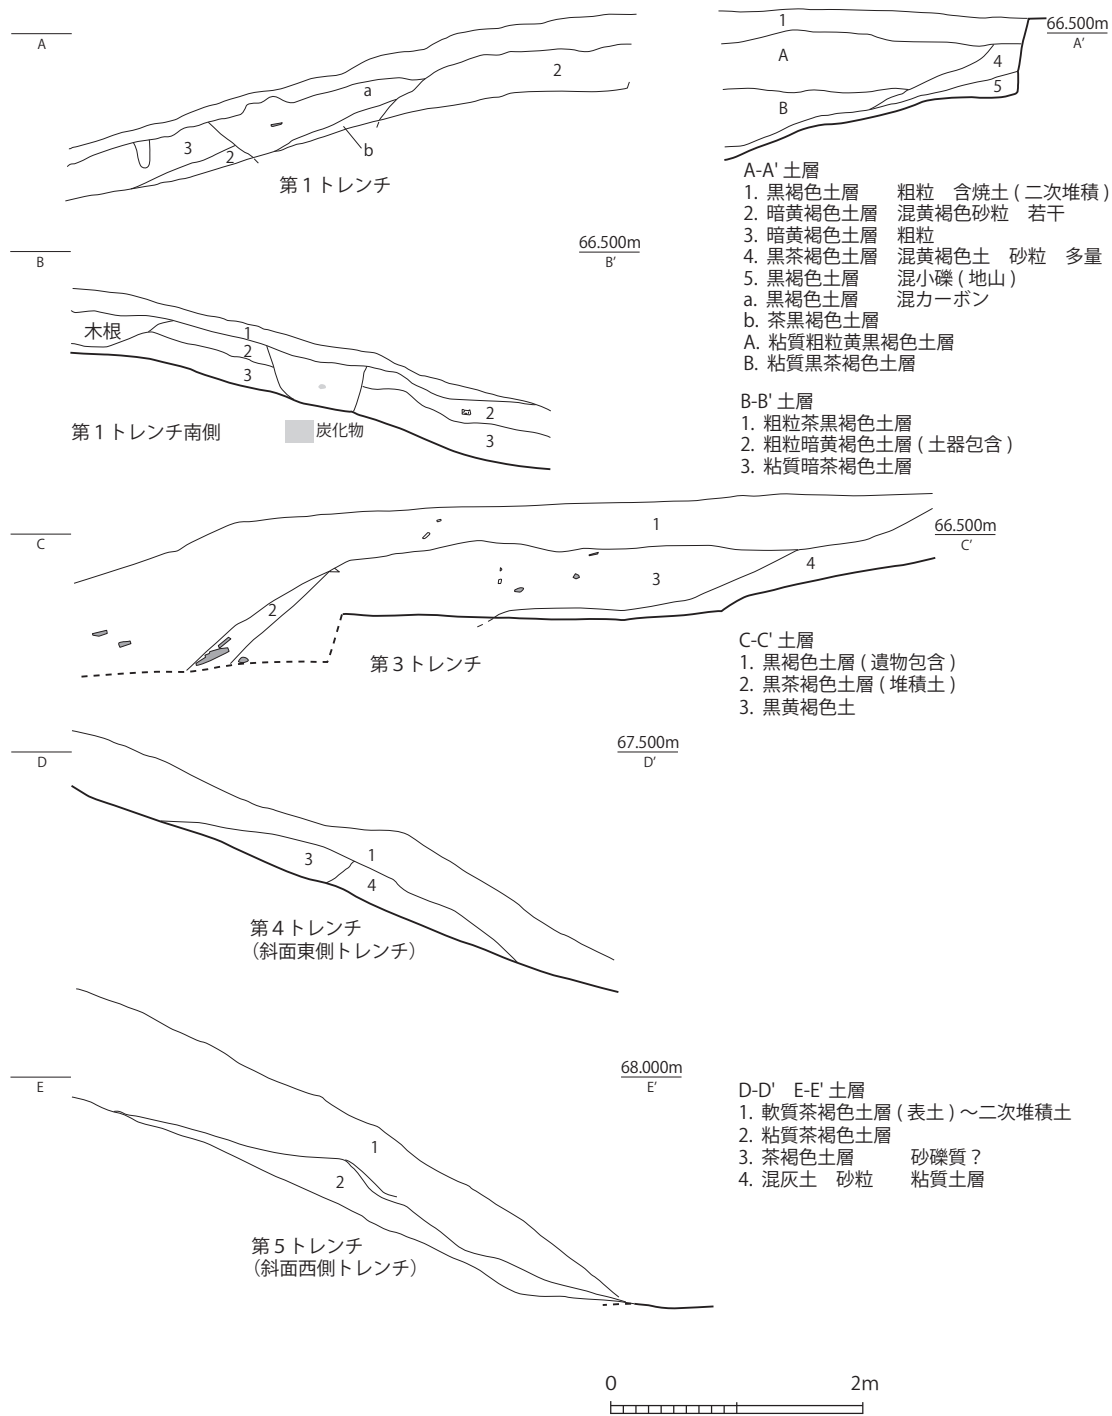 A
66.500m
A'
1
A
4
5
B
2
a
3
2
b
第1トレンチ
A-A' 土層
1. 黒褐色土層　粗粒　含焼土 ( 二次堆積 )
2. 暗黄褐色土層　混黄褐色砂粒　若干
3. 暗黄褐色土層　粗粒
4. 黒茶褐色土層　混黄褐色土　砂粒　多量
5. 黒褐色土層　混小礫 ( 地山 )
a. 黒褐色土層　混カーボン
b. 茶黒褐色土層
A. 粘質粗粒黄黒褐色土層
B. 粘質黒茶褐色土層
B
66.500m
B'
木根
1
2
3
2
3
第1トレンチ南側
炭化物
B-B' 土層
1. 粗粒茶黒褐色土層
2. 粗粒暗黄褐色土層 ( 土器包含 )
3. 粘質暗茶褐色土層
C
66.500m
C'
1
4
3
2
第3トレンチ
C-C' 土層
1. 黒褐色土層 ( 遺物包含 )
2. 黒茶褐色土層 ( 堆積土 )
3. 黒黄褐色土
D
67.500m
D'
3
1
4
第4トレンチ
（斜面東側トレンチ）
E
68.000m
E'
1
2
第5トレンチ
（斜面西側トレンチ）
D-D'　E-E' 土層
1. 軟質茶褐色土層 ( 表土 ) ～二次堆積土
2. 粘質茶褐色土層
3. 茶褐色土層　砂礫質？
4. 混灰土　砂粒　粘質土層
0
2m